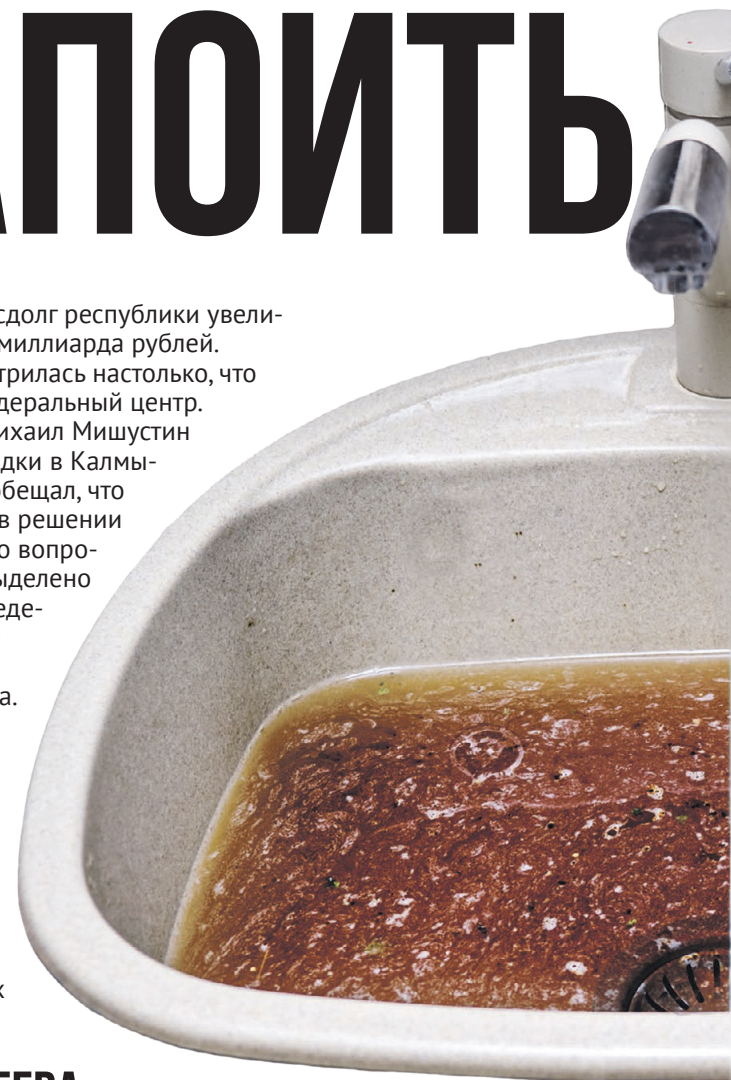 АПОИТЬ
сдолг республики увели-
миллиарда рублей.
трилась настолько, что
деральный центр.
ихаил Мишустин
дки в Калмы-
бещал, что
в решении
о вопро-
ыделено
еде-
а.
к
ТЕРА